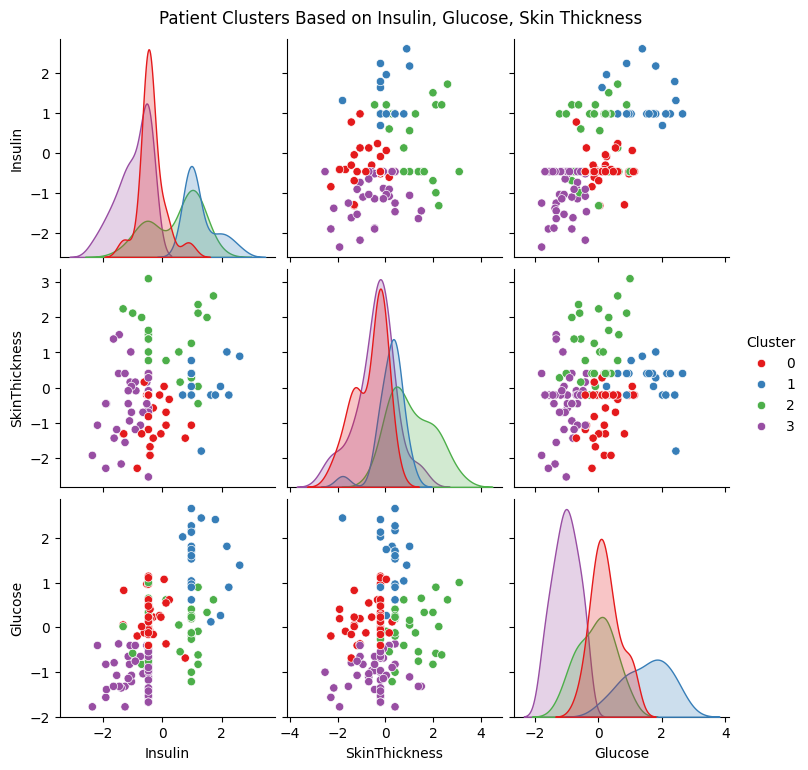 Patient Clusters Based on Insulin, Glucose, Skin Thickness
Insulin
2
1
0
−1
−2
SkinThickness
3
2
1
0
−1
−2
Cluster
0
1
2
3
Glucose
2
1
0
−1
−2
−2 0 2
−4 −2 0 2 4
−2 0 2 4
Insulin SkinThickness Glucose